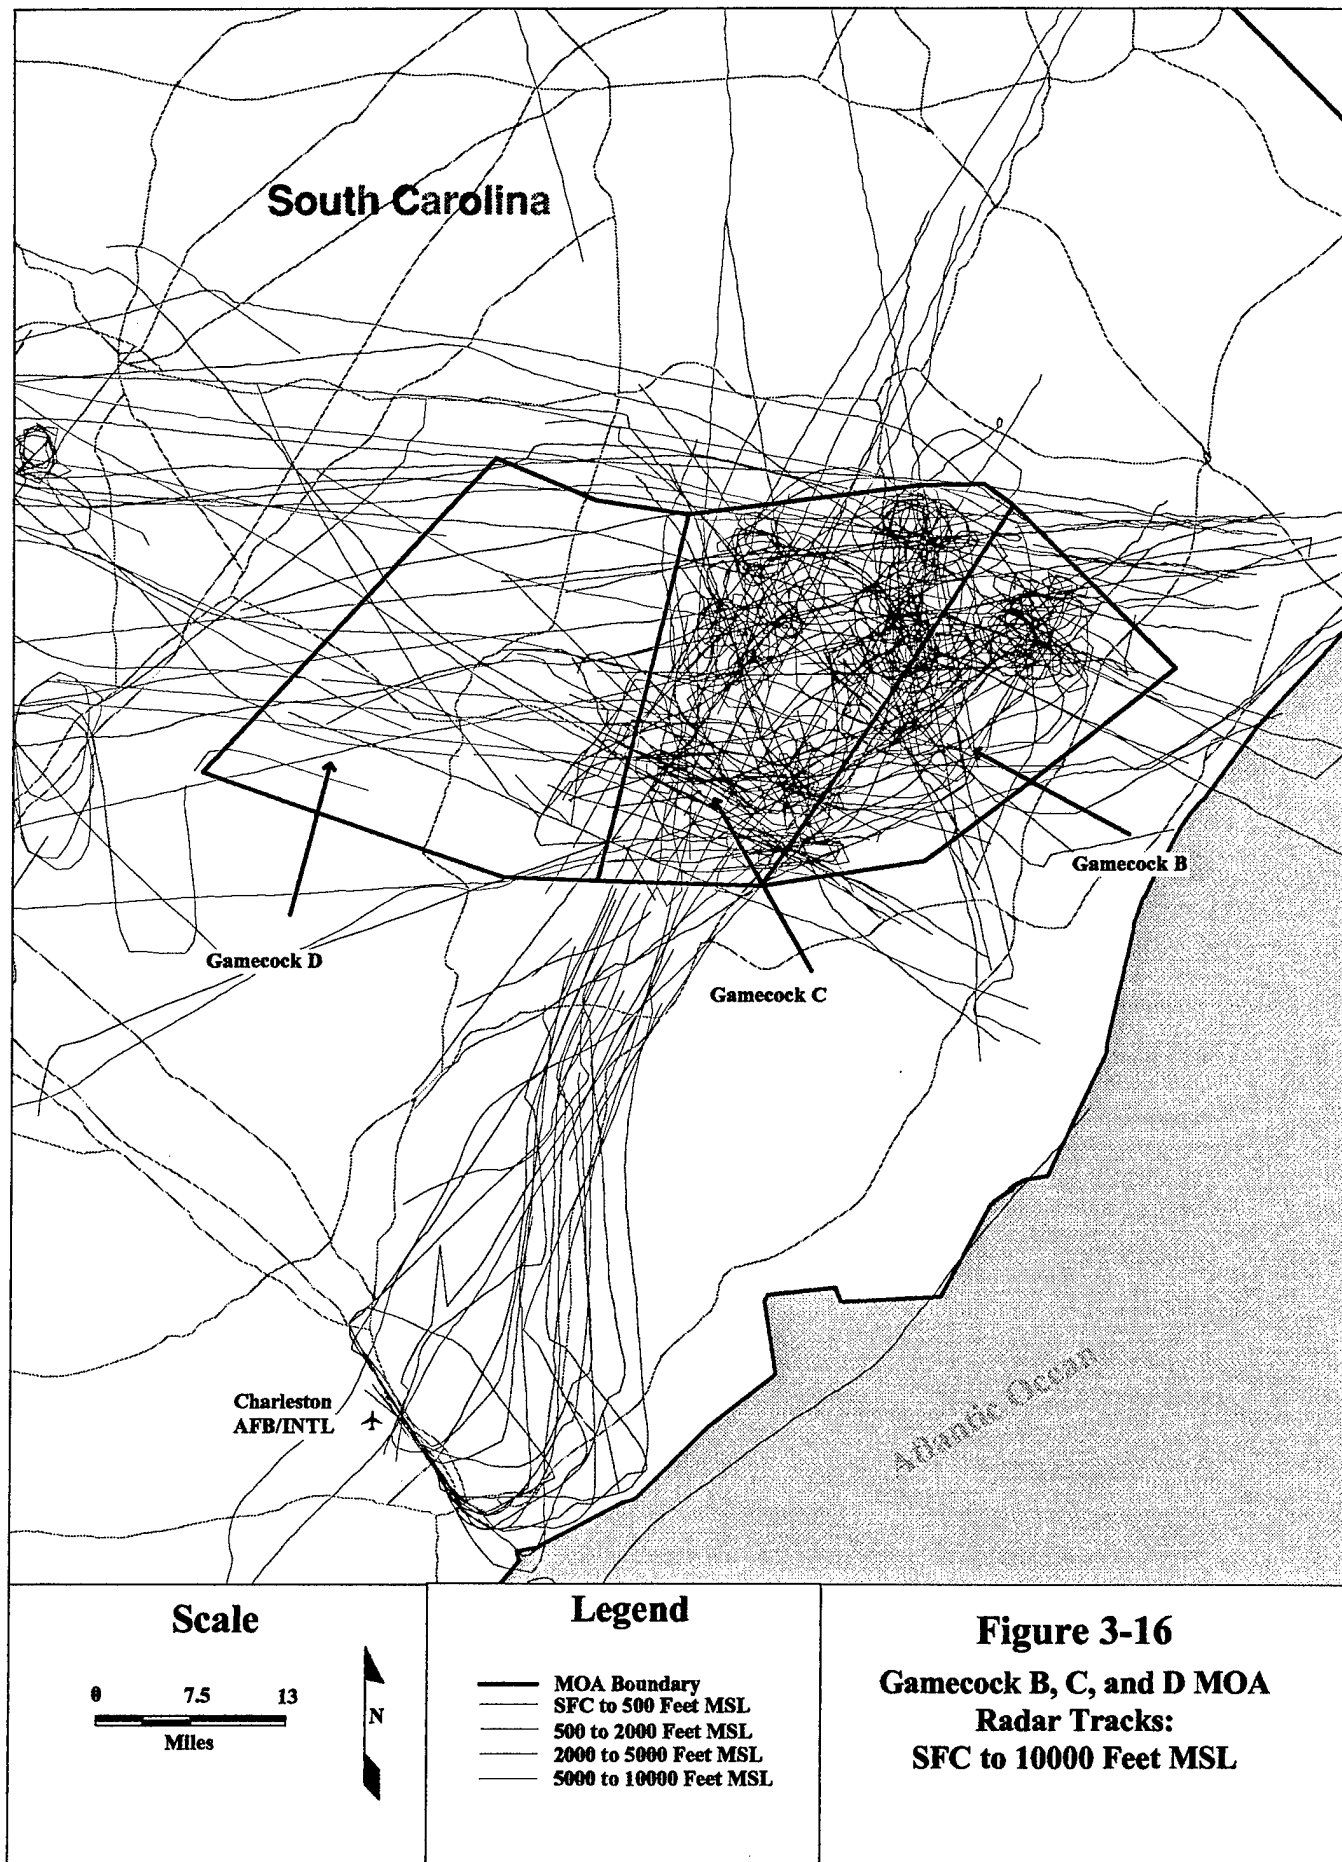 South Carolina
Gamecock B
Gamecock D
Gamecock C
Charleston
AFB/INTL
Atlantic Ocean
Scale
0 7.5 13
Miles
N
Legend
MOA Boundary
SFC to 500 Feet MSL
500 to 2000 Feet MSL
2000 to 5000 Feet MSL
5000 to 10000 Feet MSL
Figure 3-16
Gamecock B, C, and D MOA
Radar Tracks:
SFC to 10000 Feet MSL